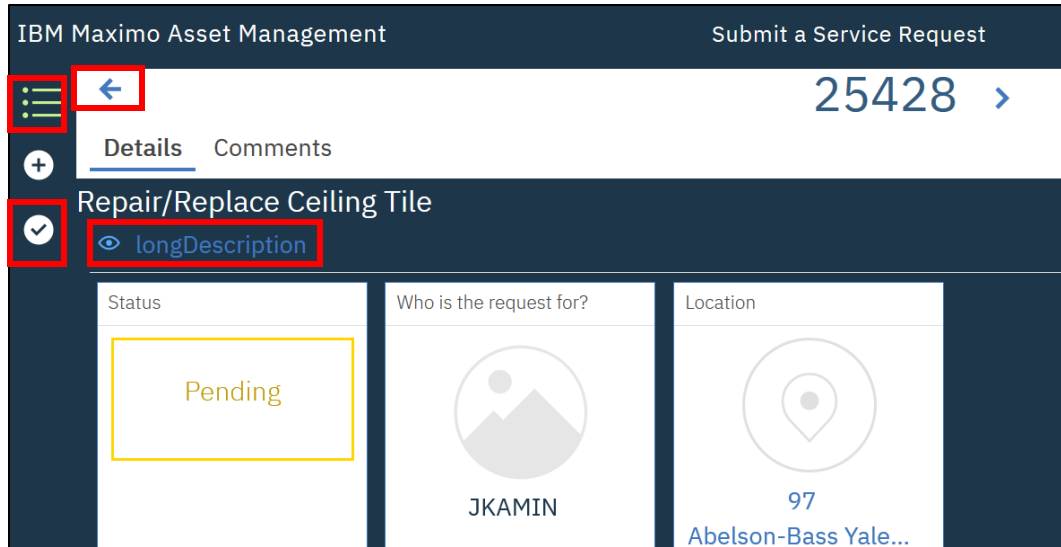 IBM Maximo Asset Management
Submit a Service Request
25428
Details Comments
Repair/Replace Ceiling Tile
longDescription
Status
Pending
Who is the request for?
JKAMIN
Location
97
Abelson-Bass Yale...